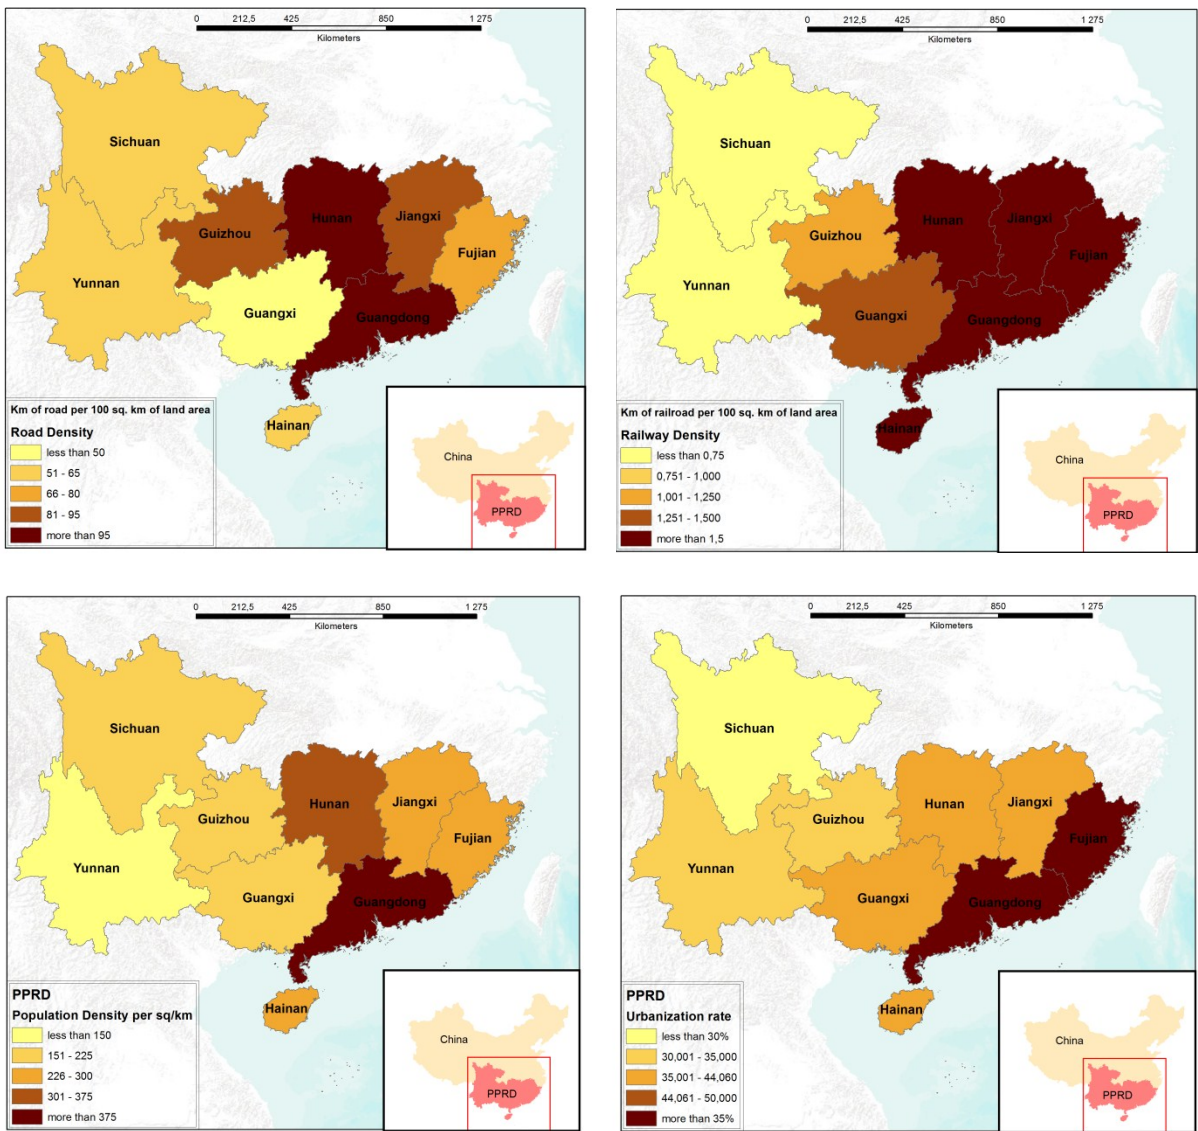 0 212,5 425 850 1 275
Kilometers
Sichuan
Hunan
Jiangxi
Guizhou
Fujian
Yunnan
Guangxi
Guangdong
Hainan
Km of road per 100 sq. km of land area
Road Density
less than 50
51 - 65
66 - 80
81 - 95
more than 95
China
PPRD
0 212,5 425 850 1 275
Kilometers
Sichuan
Hunan
Jiangxi
Guizhou
Fujian
Yunnan
Guangxi
Guangdong
Hainan
Km of railroad per 100 sq. km of land area
Railway Density
less than 0,75
0,751 - 1,000
1,001 - 1,250
1,251 - 1,500
more than 1,5
China
PPRD
0 212,5 425 850 1 275
Kilometers
Sichuan
Hunan
Jiangxi
Guizhou
Fujian
Yunnan
Guangxi
Guangdong
Hainan
PPRD
Population Density per sq/km
less than 150
151 - 225
226 - 300
301 - 375
more than 375
China
PPRD
0 212,5 425 850 1 275
Kilometers
Sichuan
Hunan
Jiangxi
Guizhou
Fujian
Yunnan
Guangxi
Guangdong
Hainan
PPRD
Urbanization rate
less than 30%
30,001 - 35,000
35,001 - 44,060
44,061 - 50,000
more than 35%
China
PPRD